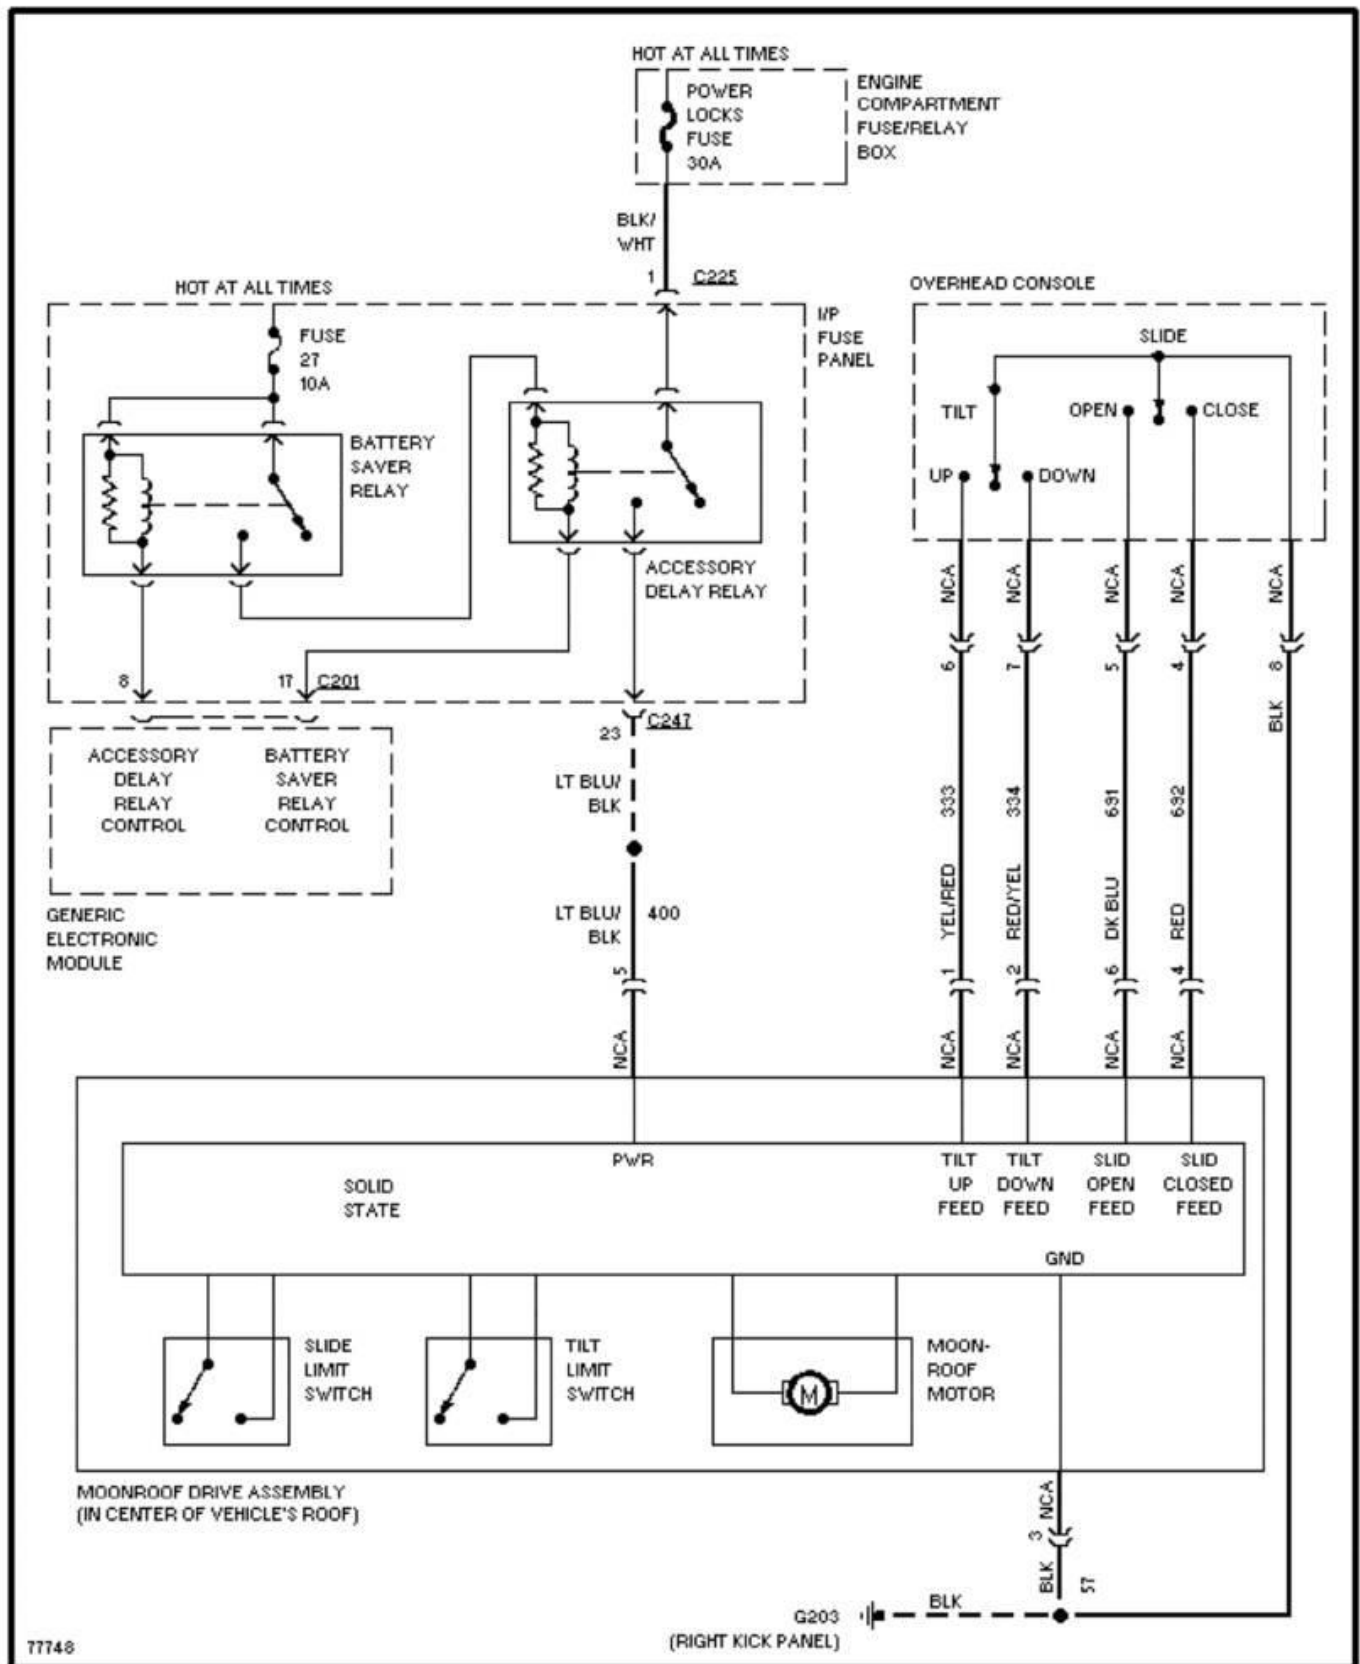 HOT AT ALL TIMES
POWER
LOCKS
FUSE
30A
ENGINE
COMPARTMENT
FUSE/RELAY
BOX
BLK/
WHT
1 C225
HOT AT ALL TIMES
FUSE
27
10A
I/P
FUSE
PANEL
BATTERY
SAVER
RELAY
ACCESSORY
DELAY RELAY
8
17 C201
ACCESSORY
DELAY
RELAY
CONTROL
BATTERY
SAVER
RELAY
CONTROL
GENERIC
ELECTRONIC
MODULE
C247
23
LT BLU/
BLK
LT BLU/
BLK
400
5
NCA
OVERHEAD CONSOLE
SLIDE
TILT
OPEN
CLOSE
UP
DOWN
NCA
NCA
NCA
NCA
NCA
6
7
5
4
8
BLK
333
334
631
632
YEL/RED
RED/YEL
DK BLU
RED
1
2
6
4
NCA
NCA
NCA
NCA
PWR
SOLID
STATE
TILT
UP
FEED
TILT
DOWN
FEED
SLID
OPEN
FEED
SLID
CLOSED
FEED
GND
SLIDE
LIMIT
SWITCH
TILT
LIMIT
SWITCH
M
MOON-
ROOF
MOTOR
MOONROOF DRIVE ASSEMBLY
(IN CENTER OF VEHICLE'S ROOF)
NCA
3
BLK
57
BLK
G203
(RIGHT KICK PANEL)
77748